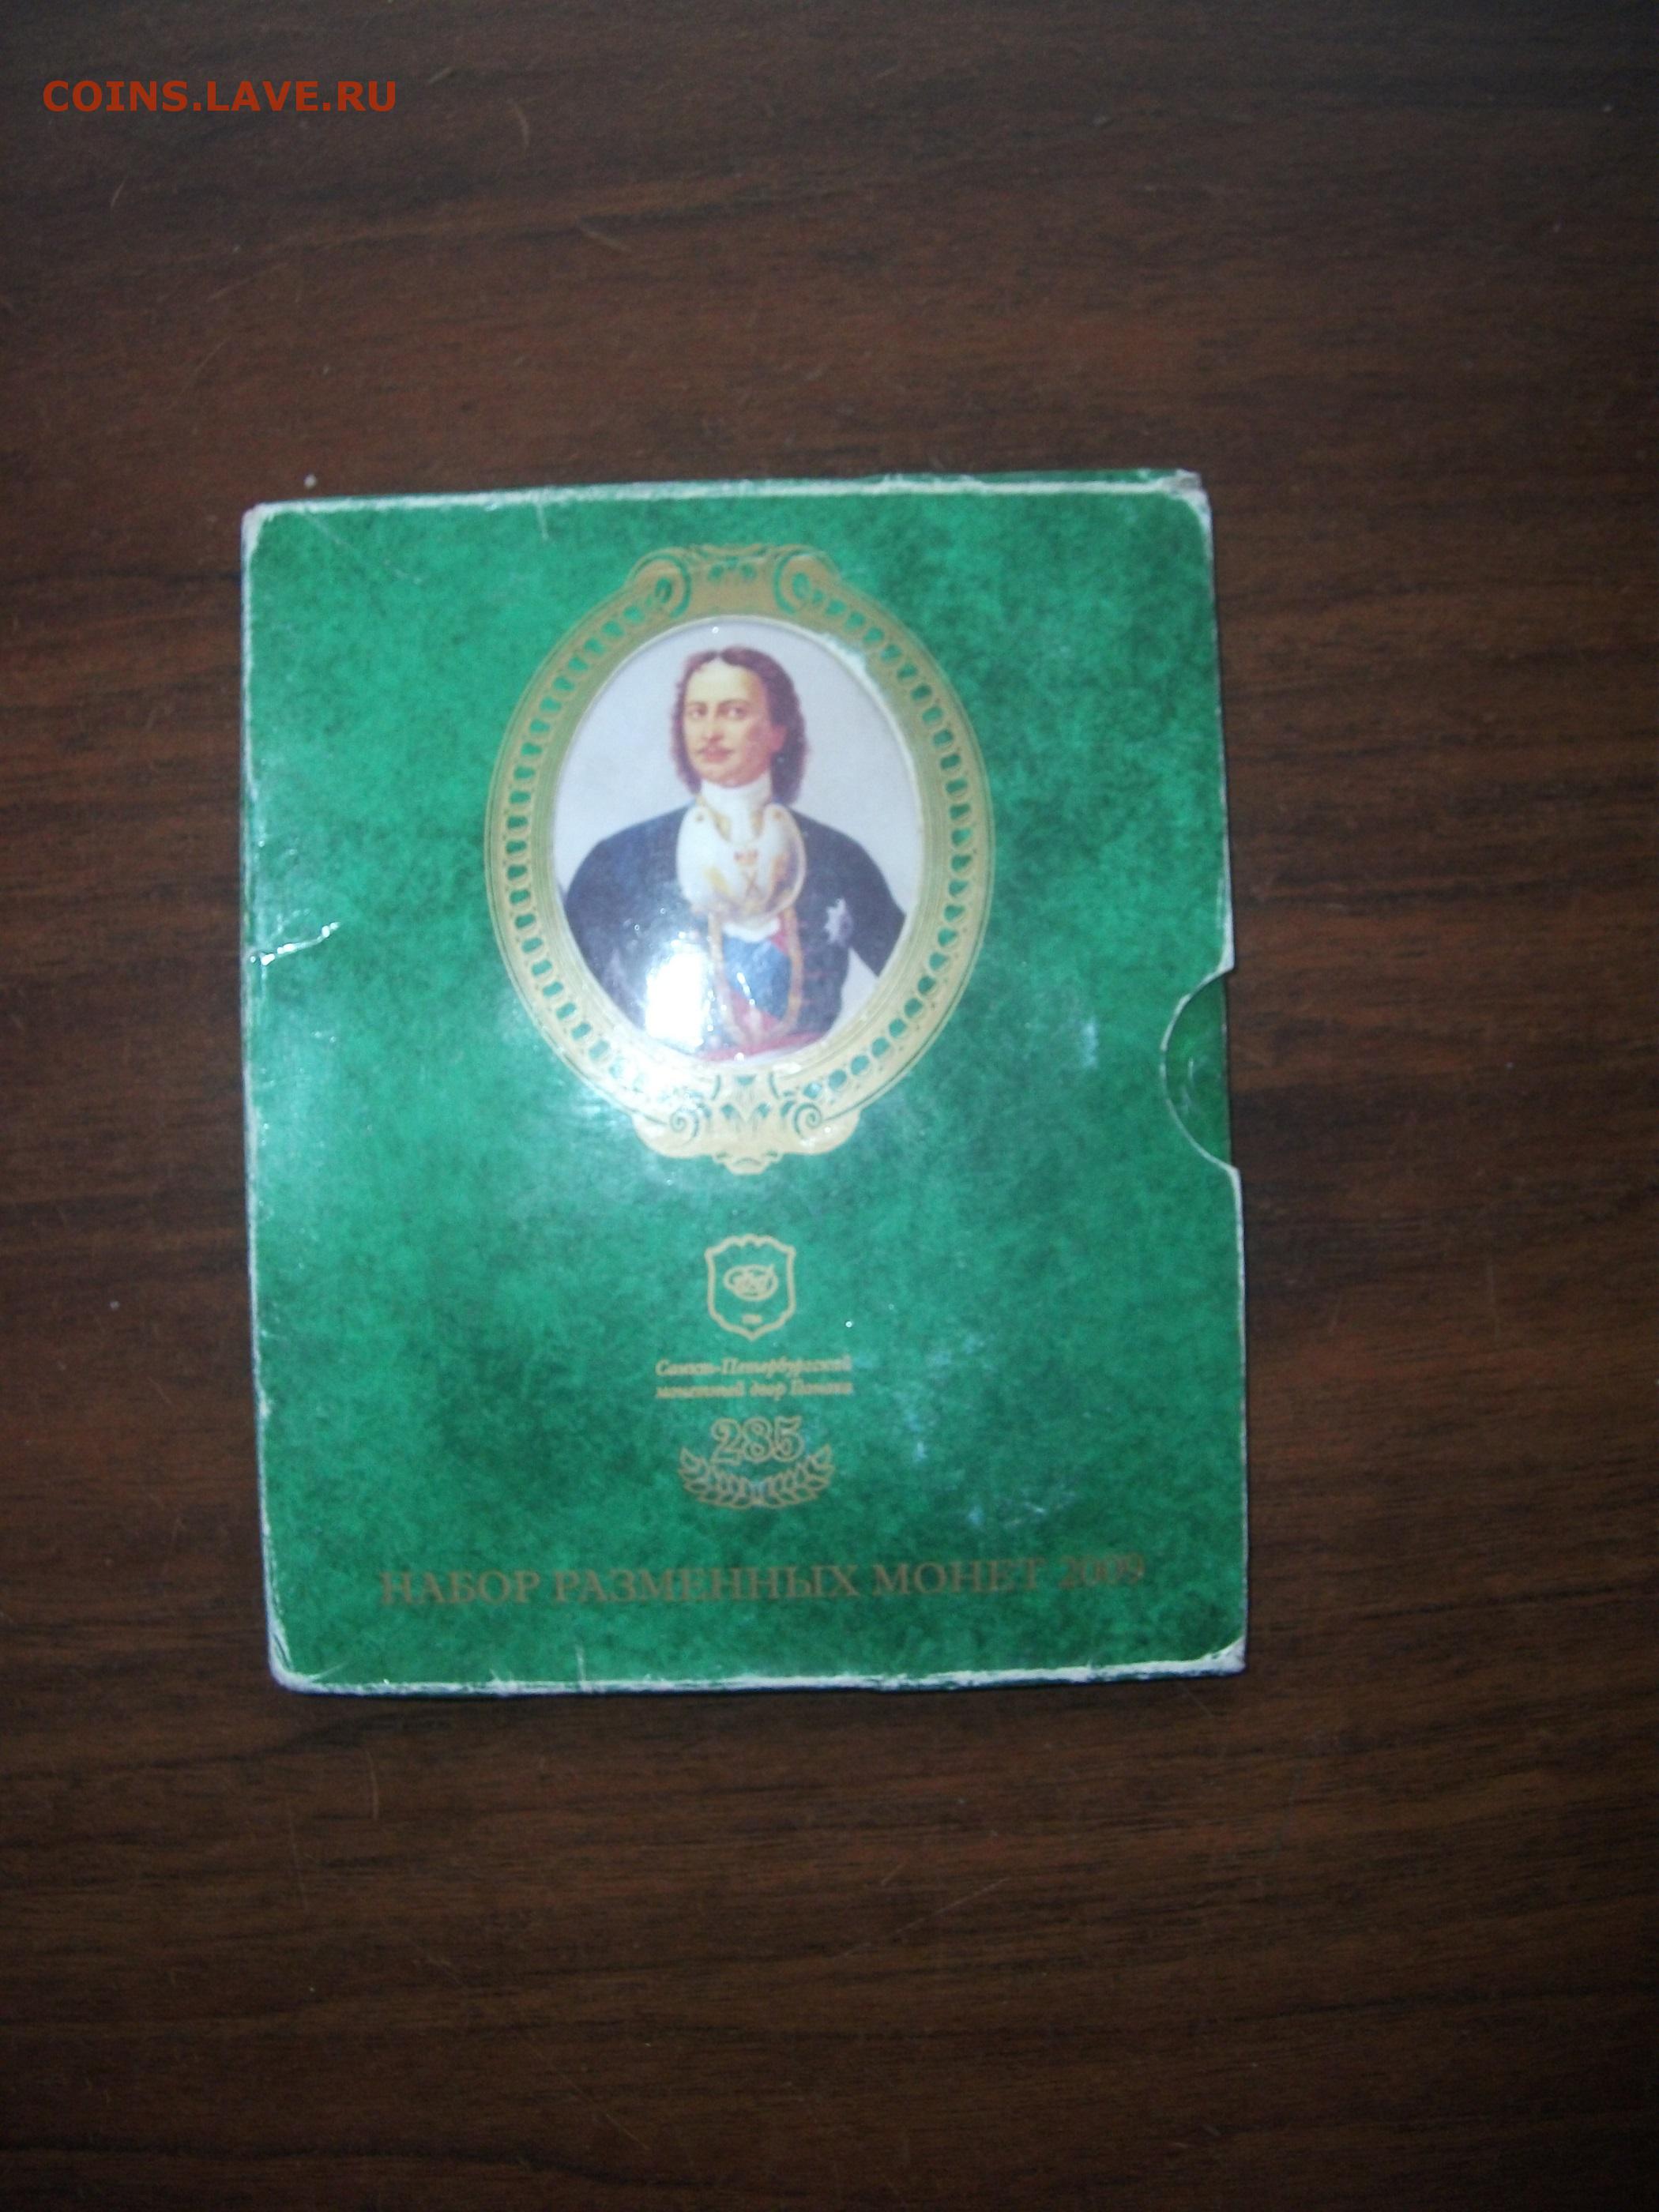 COINS.LAVE.RU
Санкт-Петербургский
монетный двор Гознака
285
НАБОР РАЗМЕННЫХ МОНЕТ 2009